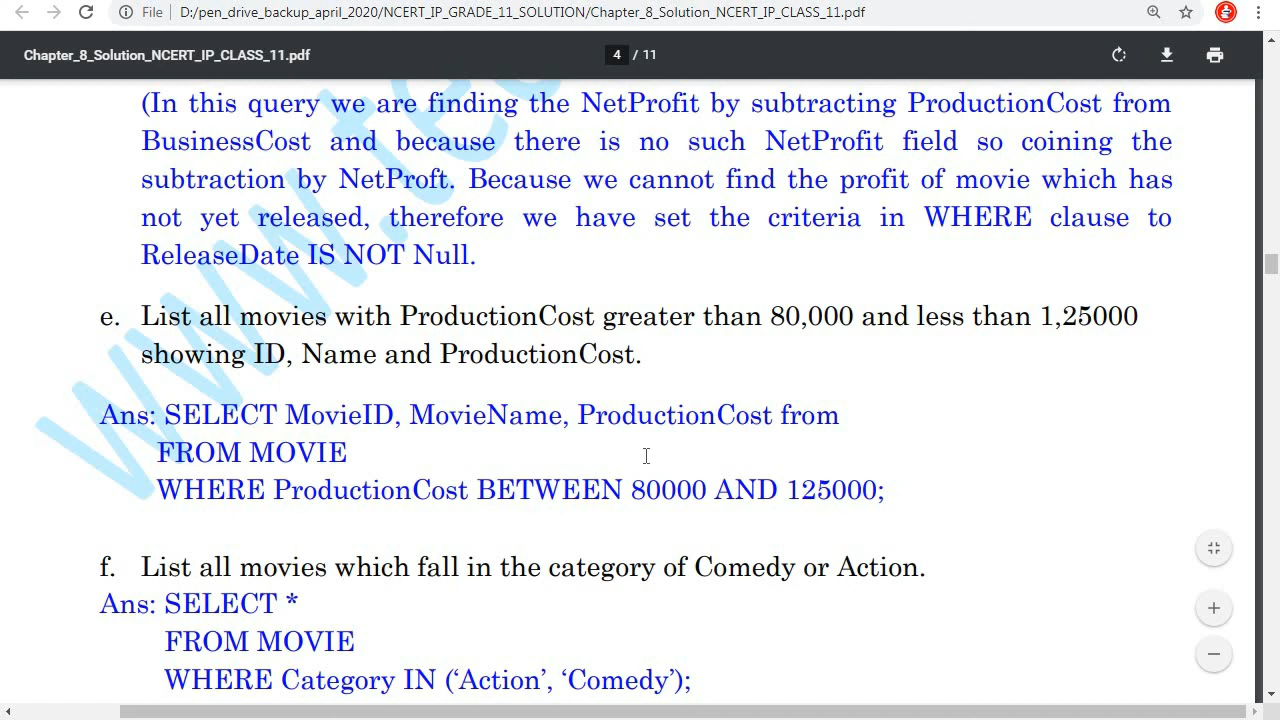 File D:/pen_drive_backup_april_2020/NCERT_IP_GRADE_11_SOLUTION/Chapter_8_Solution_NCERT_IP_CLASS_11.pdf
Chapter_8_Solution_NCERT_IP_CLASS_11.pdf 4 / 11
(In this query we are finding the NetProfit by subtracting ProductionCost from
BusinessCost and because there is no such NetProfit field so coining the
subtraction by NetProft. Because we cannot find the profit of movie which has
not yet released, therefore we have set the criteria in WHERE clause to
ReleaseDate IS NOT Null.
e. List all movies with ProductionCost greater than 80,000 and less than 1,25000
showing ID, Name and ProductionCost.
Ans: SELECT MovieID, MovieName, ProductionCost from
FROM MOVIE
WHERE ProductionCost BETWEEN 80000 AND 125000;
f. List all movies which fall in the category of Comedy or Action.
Ans: SELECT *
FROM MOVIE
WHERE Category IN (‘Action’, ‘Comedy’);
www.te